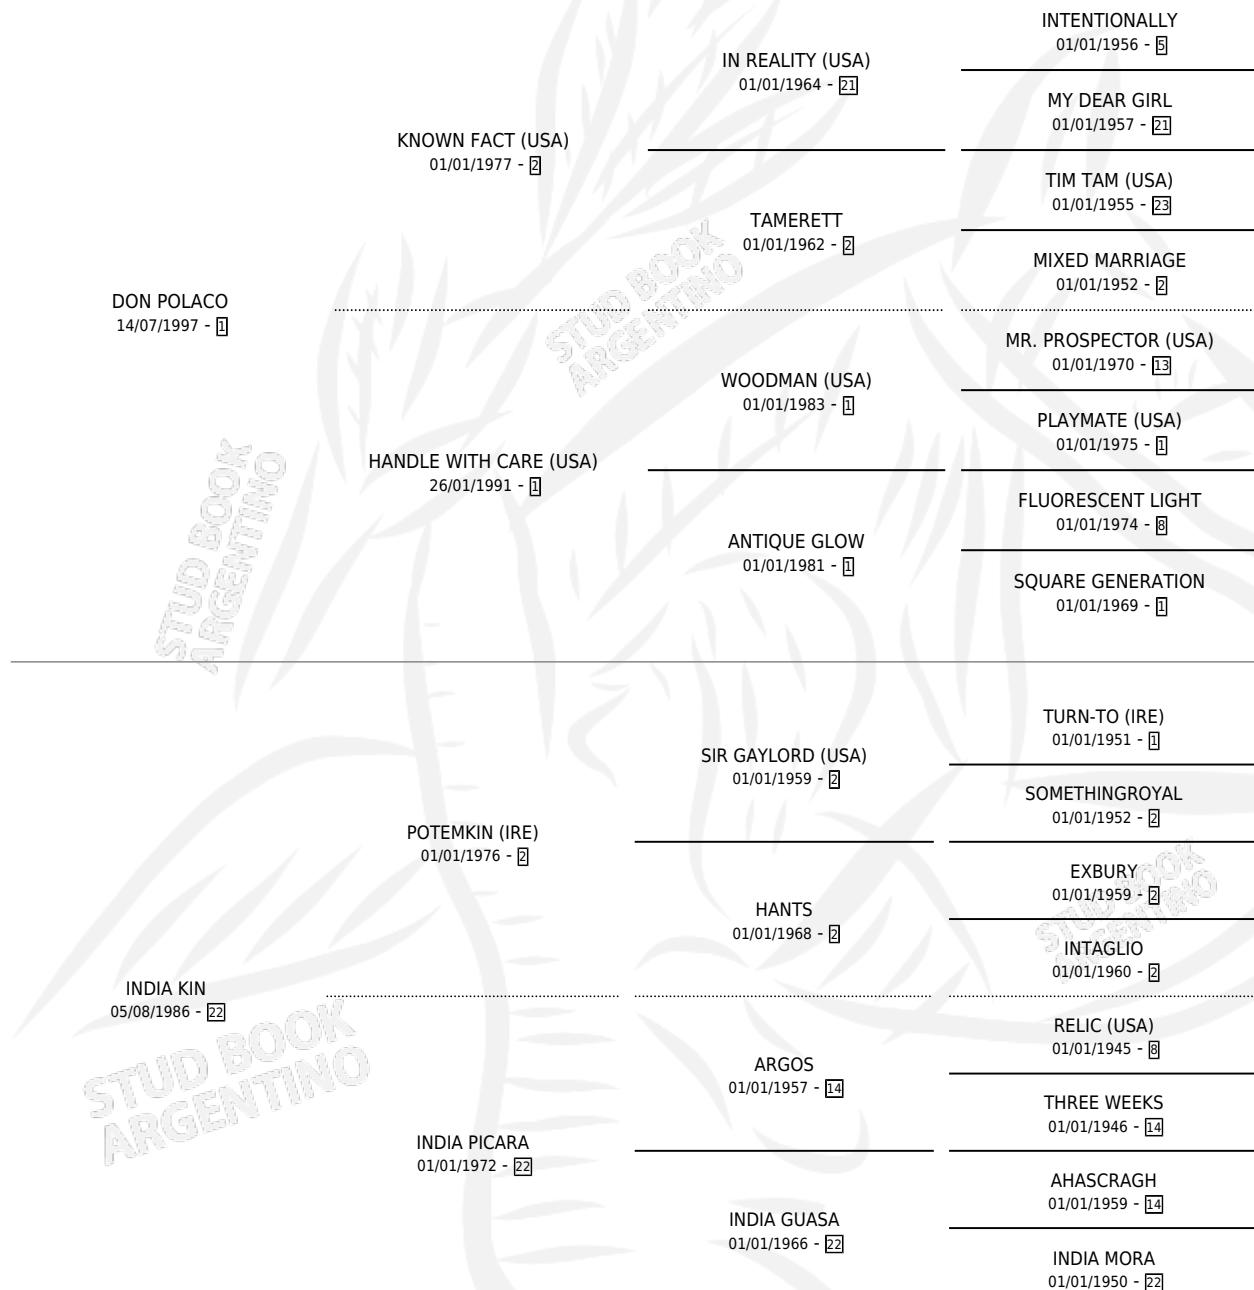 INTENTIONALLY
01/01/1956 - 5
IN REALITY (USA)
01/01/1964 - 21
MY DEAR GIRL
01/01/1957 - 21
KNOWN FACT (USA)
01/01/1977 - 2
TIM TAM (USA)
01/01/1955 - 23
TAMERETT
01/01/1962 - 2
MIXED MARRIAGE
01/01/1952 - 2
DON POLACO
14/07/1997 - 1
MR. PROSPECTOR (USA)
01/01/1970 - 13
WOODMAN (USA)
01/01/1983 - 1
PLAYMATE (USA)
01/01/1975 - 1
HANDLE WITH CARE (USA)
26/01/1991 - 1
FLUORESCENT LIGHT
01/01/1974 - 8
ANTIQUE GLOW
01/01/1981 - 1
SQUARE GENERATION
01/01/1969 - 1
TURN-TO (IRE)
01/01/1951 - 1
SIR GAYLORD (USA)
01/01/1959 - 2
SOMETHINGROYAL
01/01/1952 - 2
POTEMKIN (IRE)
01/01/1976 - 2
EXBURY
01/01/1959 - 2
HANTS
01/01/1968 - 2
INTAGLIO
01/01/1960 - 2
INDIA KIN
05/08/1986 - 22
RELIC (USA)
01/01/1945 - 8
ARGOS
01/01/1957 - 14
THREE WEEKS
01/01/1946 - 14
INDIA PICARA
01/01/1972 - 22
AHASCRAGH
01/01/1959 - 14
INDIA GUASA
01/01/1966 - 22
INDIA MORA
01/01/1950 - 22
STUD BOOK
ARGENTINO
STUD BOOK
ARGENTINO
STUD BOOK
ARGENTINO
STUD BOOK
ARGENTINO